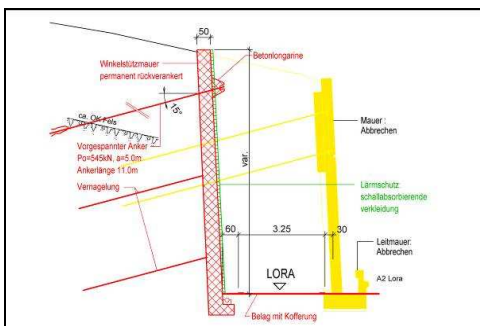 50
Betonlongarine
Winkelstützmauer
permanent rückverankert
15°
ca. OK Fels
Vorgespannter Anker
Po=545kN, a=5.0m
Ankerlänge 11.0m
Vernagelung
var.
Mauer :
Abbrechen
Lärmschutz
schallabsorbierende
verkleidung
60
3.25
30
Leitmauer:
Abbrechen
LORA
A2 Lora
Belag mit Kofferung